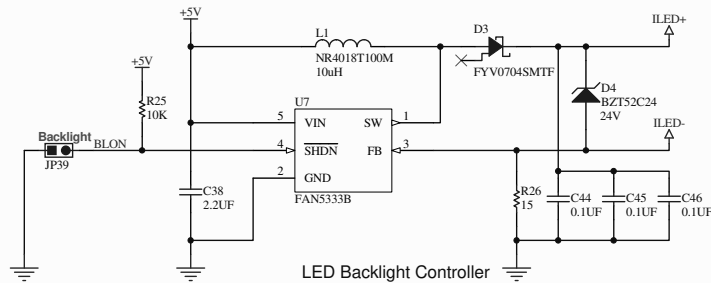 +5V
L1
NR4018T100M
10uH
D3
FYV0704SMTF
ILED+
+5V
R25
10K
D4
BZT52C24
24V
ILED-
U7
5 VIN SW 1
Backlight
BLON
4 SHDN FB 3
JP39
2 GND
FAN5333B
C38
2.2UF
R26
15
C44
0.1UF
C45
0.1UF
C46
0.1UF
LED Backlight Controller